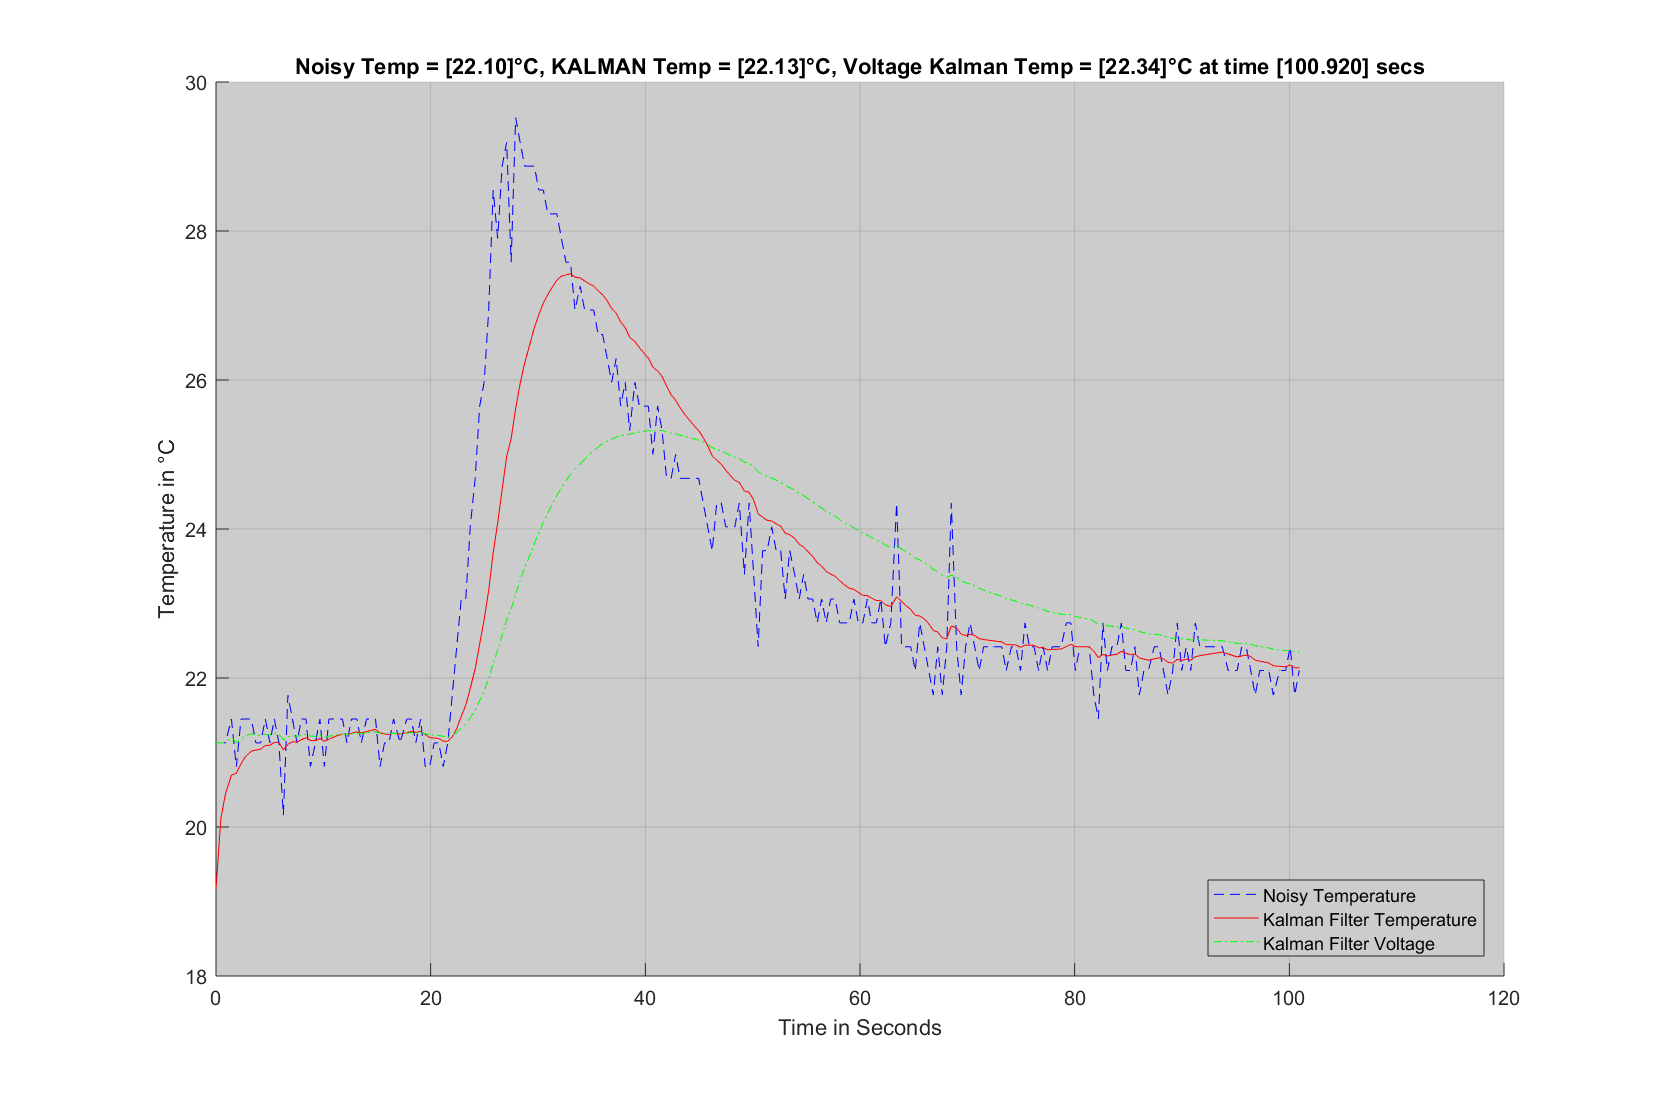 Noisy Temp = [22.10]°C, KALMAN Temp = [22.13]°C, Voltage Kalman Temp = [22.34]°C at time [100.920] secs
30
28
26
24
22
20
18
Temperature in °C
0 20 40 60 80 100 120
Time in Seconds
Noisy Temperature
Kalman Filter Temperature
Kalman Filter Voltage